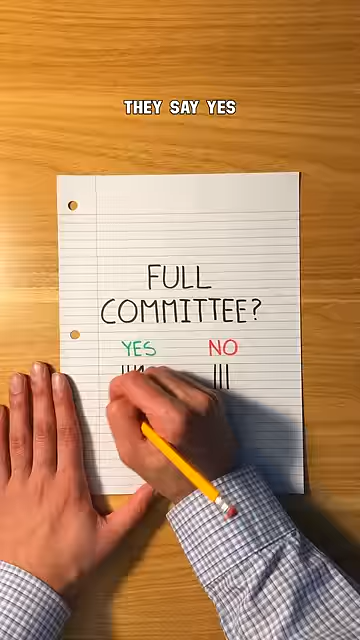 THEY SAY YES
FULL
COMMITTEE?
YES NO